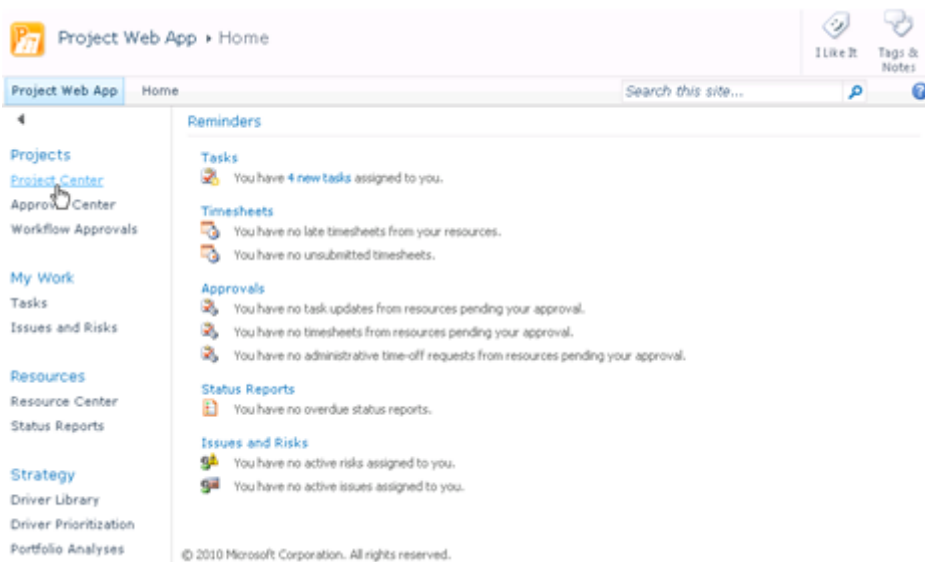 Project Web App ▸ Home
I Like It
Tags &
Notes
Project Web App
Home
Search this site...
Projects
Project Center
Approval Center
Workflow Approvals
My Work
Tasks
Issues and Risks
Resources
Resource Center
Status Reports
Strategy
Driver Library
Driver Prioritization
Portfolio Analyses
Reminders
Tasks
You have 4 new tasks assigned to you.
Timesheets
You have no late timesheets from your resources.
You have no unsubmitted timesheets.
Approvals
You have no task updates from resources pending your approval.
You have no timesheets from resources pending your approval.
You have no administrative time-off requests from resources pending your approval.
Status Reports
You have no overdue status reports.
Issues and Risks
You have no active risks assigned to you.
You have no active issues assigned to you.
© 2010 Microsoft Corporation. All rights reserved.